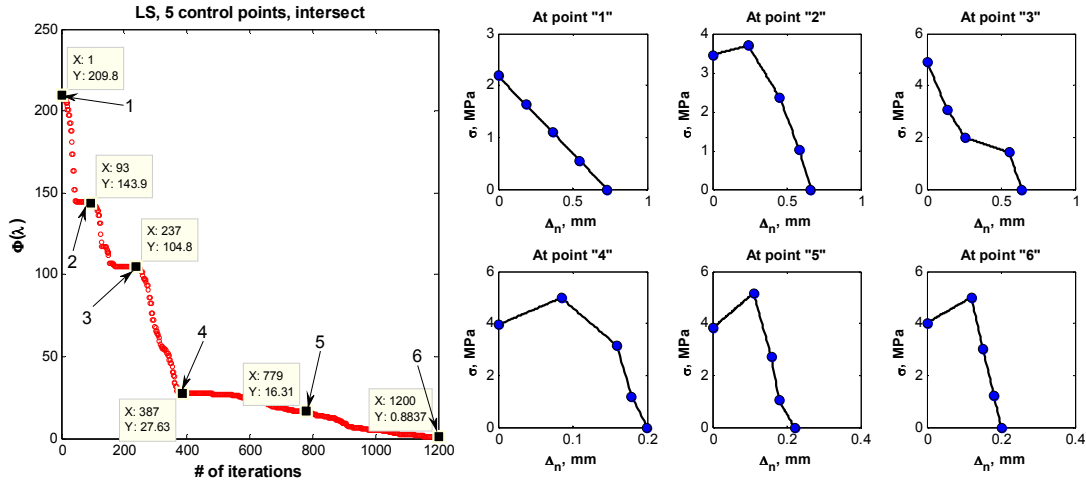 LS, 5 control points, intersect
250
200
150
100
50
0
Φ(λ)
0
200
400
600
800
1000
1200
# of iterations
X: 1
Y: 209.8
1
X: 93
Y: 143.9
2
X: 237
Y: 104.8
3
4
X: 387
Y: 27.63
5
X: 779
Y: 16.31
6
X: 1200
Y: 0.8837
At point "1"
3
2
1
0
σ, MPa
0
0.5
1
Δn, mm
At point "2"
4
3
2
1
0
σ, MPa
0
0.5
1
Δn, mm
At point "3"
6
4
2
0
σ, MPa
0
0.5
1
Δn, mm
At point "4"
6
4
2
0
σ, MPa
0
0.1
0.2
Δn, mm
At point "5"
6
4
2
0
σ, MPa
0
0.2
0.4
Δn, mm
At point "6"
6
4
2
0
σ, MPa
0
0.2
0.4
Δn, mm